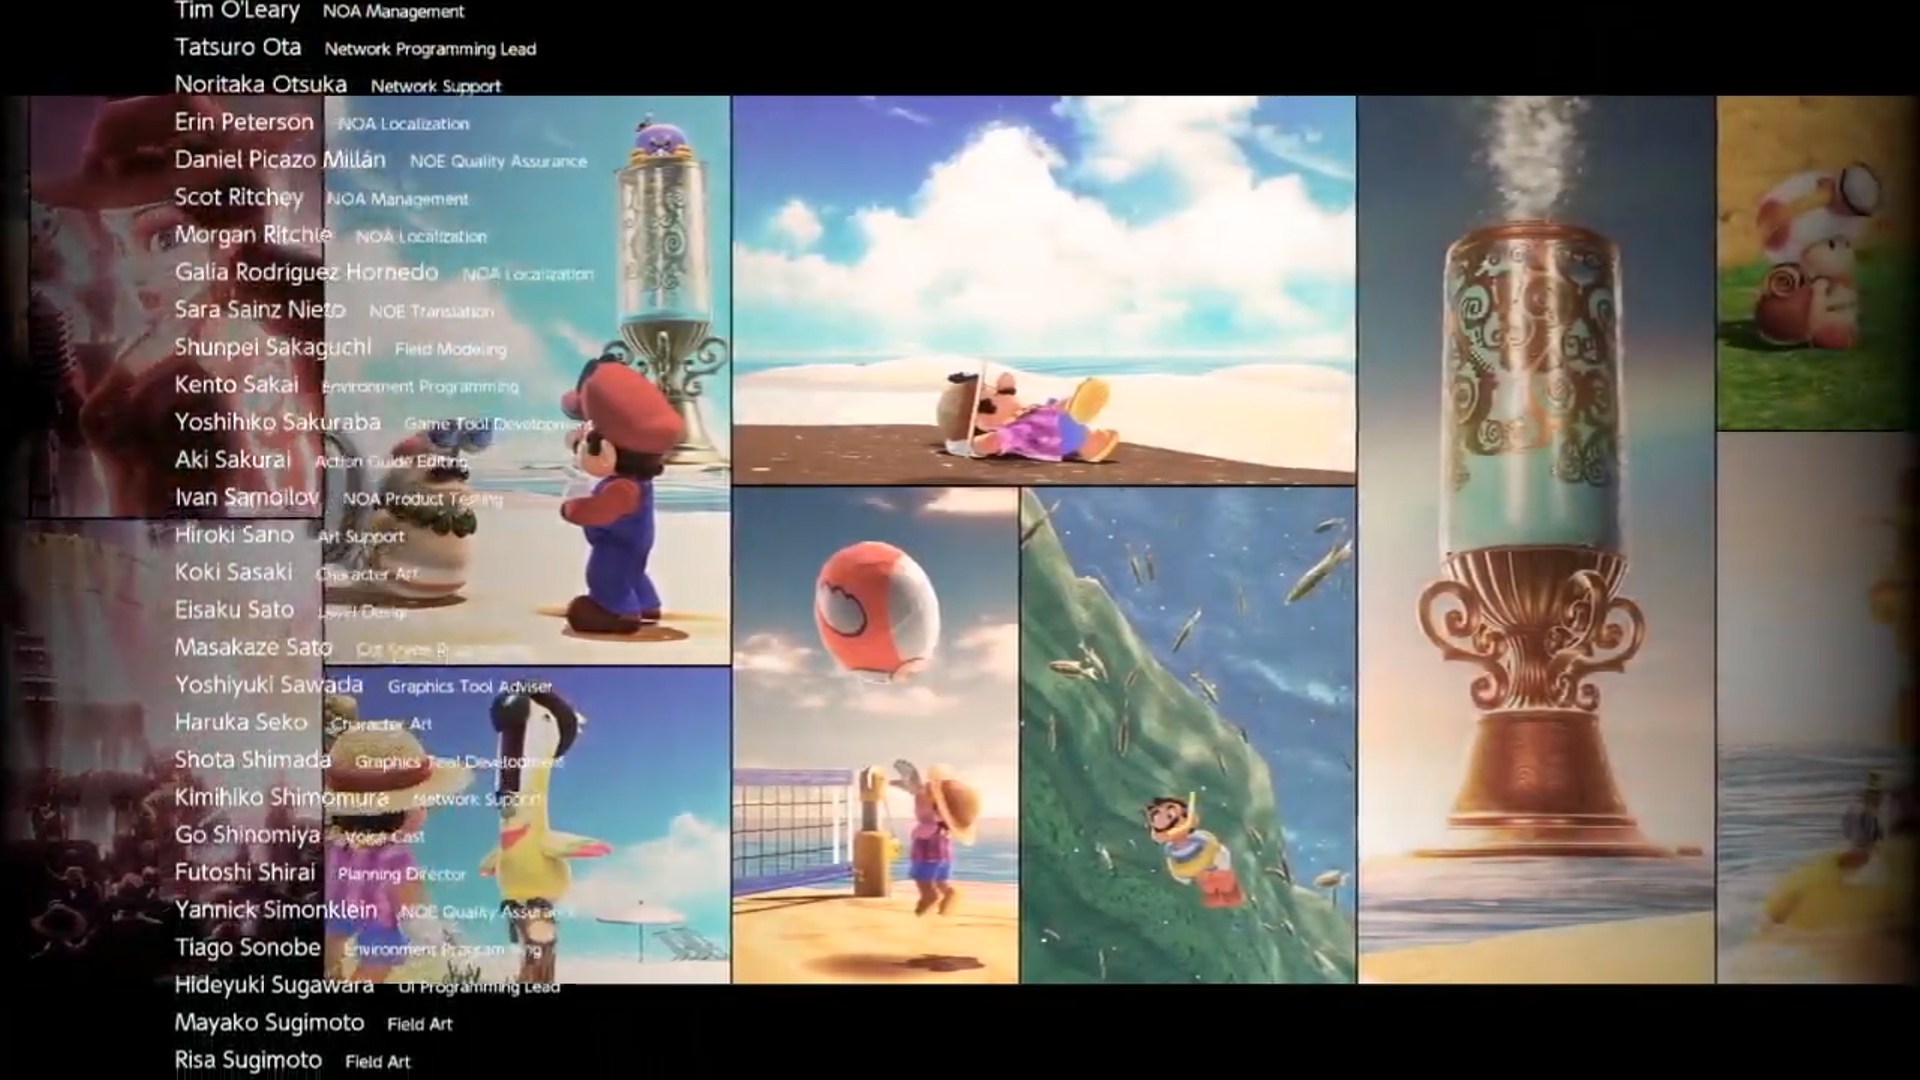 Tim O'Leary NOA Management
Tatsuro Ota Network Programming Lead
Noritaka Otsuka Network Support
Erin Peterson NOA Localization
Daniel Picazo Millán NOE Quality Assurance
Scot Ritchey NOA Management
Morgan Ritchie NOA Localization
Galia Rodríguez Hornedo NOA Localization
Sara Sainz Nieto NOE Translation
Shunpei Sakaguchi Field Modeling
Kento Sakai Environment Programming
Yoshihiko Sakuraba Game Tool Development
Aki Sakurai Action Guide Editing
Ivan Samoilov NOA Product Testing
Hiroki Sano Art Support
Koki Sasaki Character Art
Eisaku Sato Level Design
Masakaze Sato
Yoshiyuki Sawada Graphics Tool Adviser
Haruka Seko Character Art
Shota Shimada Graphics Tool Development
Kimihiko Shimomura Network Support
Go Shinomiya Voice Cast
Futoshi Shirai Planning Director
Yannick Simonklein NOE Quality Assurance
Tiago Sonobe Environment Programming
Hideyuki Sugawara UI Programming Lead
Mayako Sugimoto Field Art
Risa Sugimoto Field Art